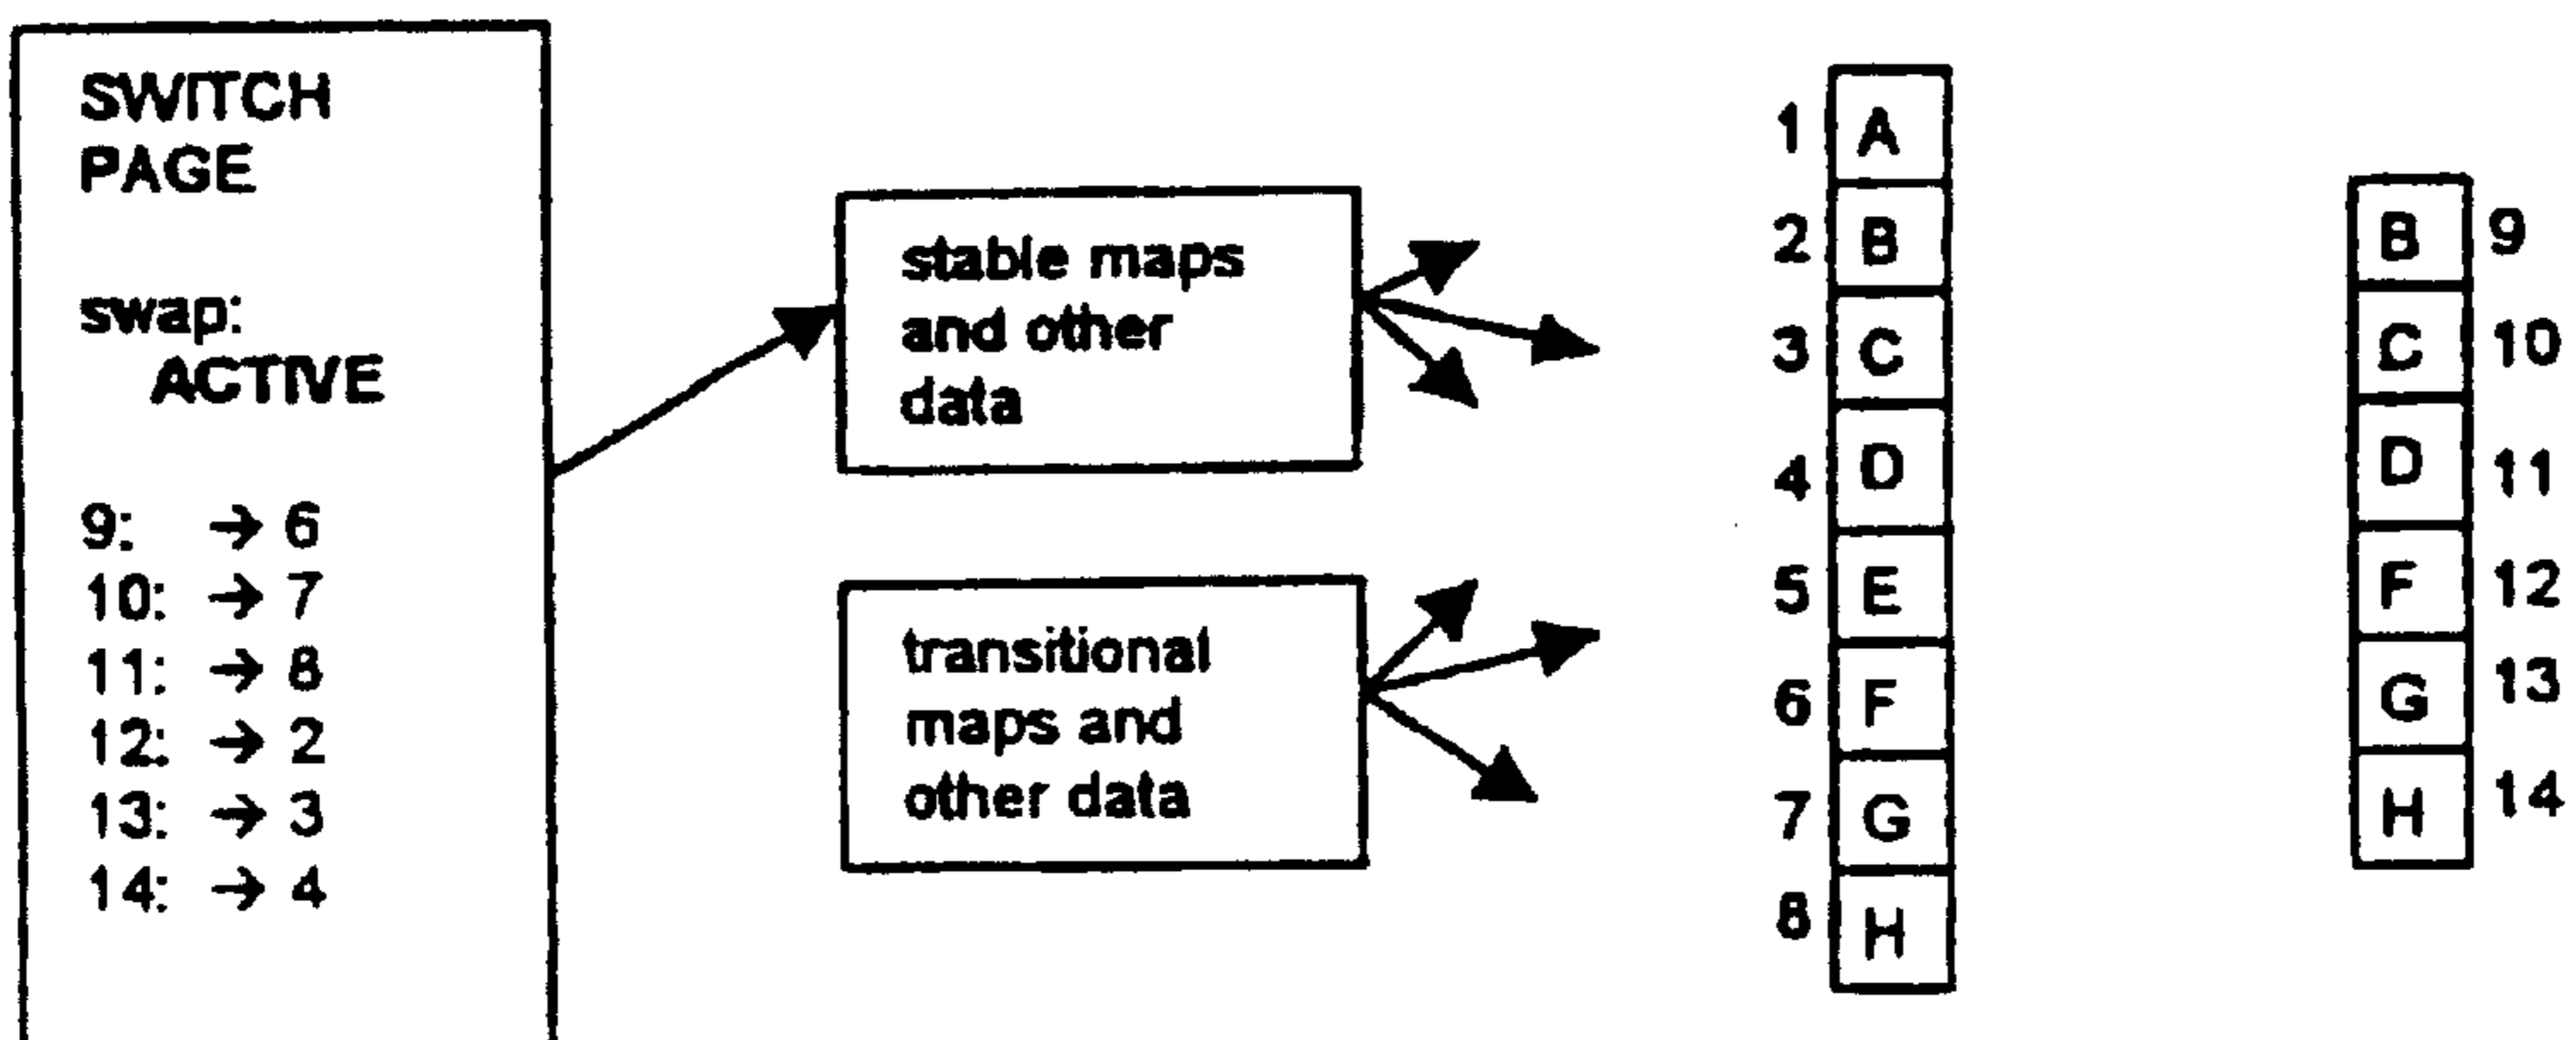 SWITCH
PAGE
swap:
ACTIVE
9: → 6
10: → 7
11: → 8
12: → 2
13: → 3
14: → 4
stable maps
and other
data
transitional
maps and
other data
1 A
2 B
3 C
4 D
5 E
6 F
7 G
8 H
B 9
C 10
D 11
F 12
G 13
H 14